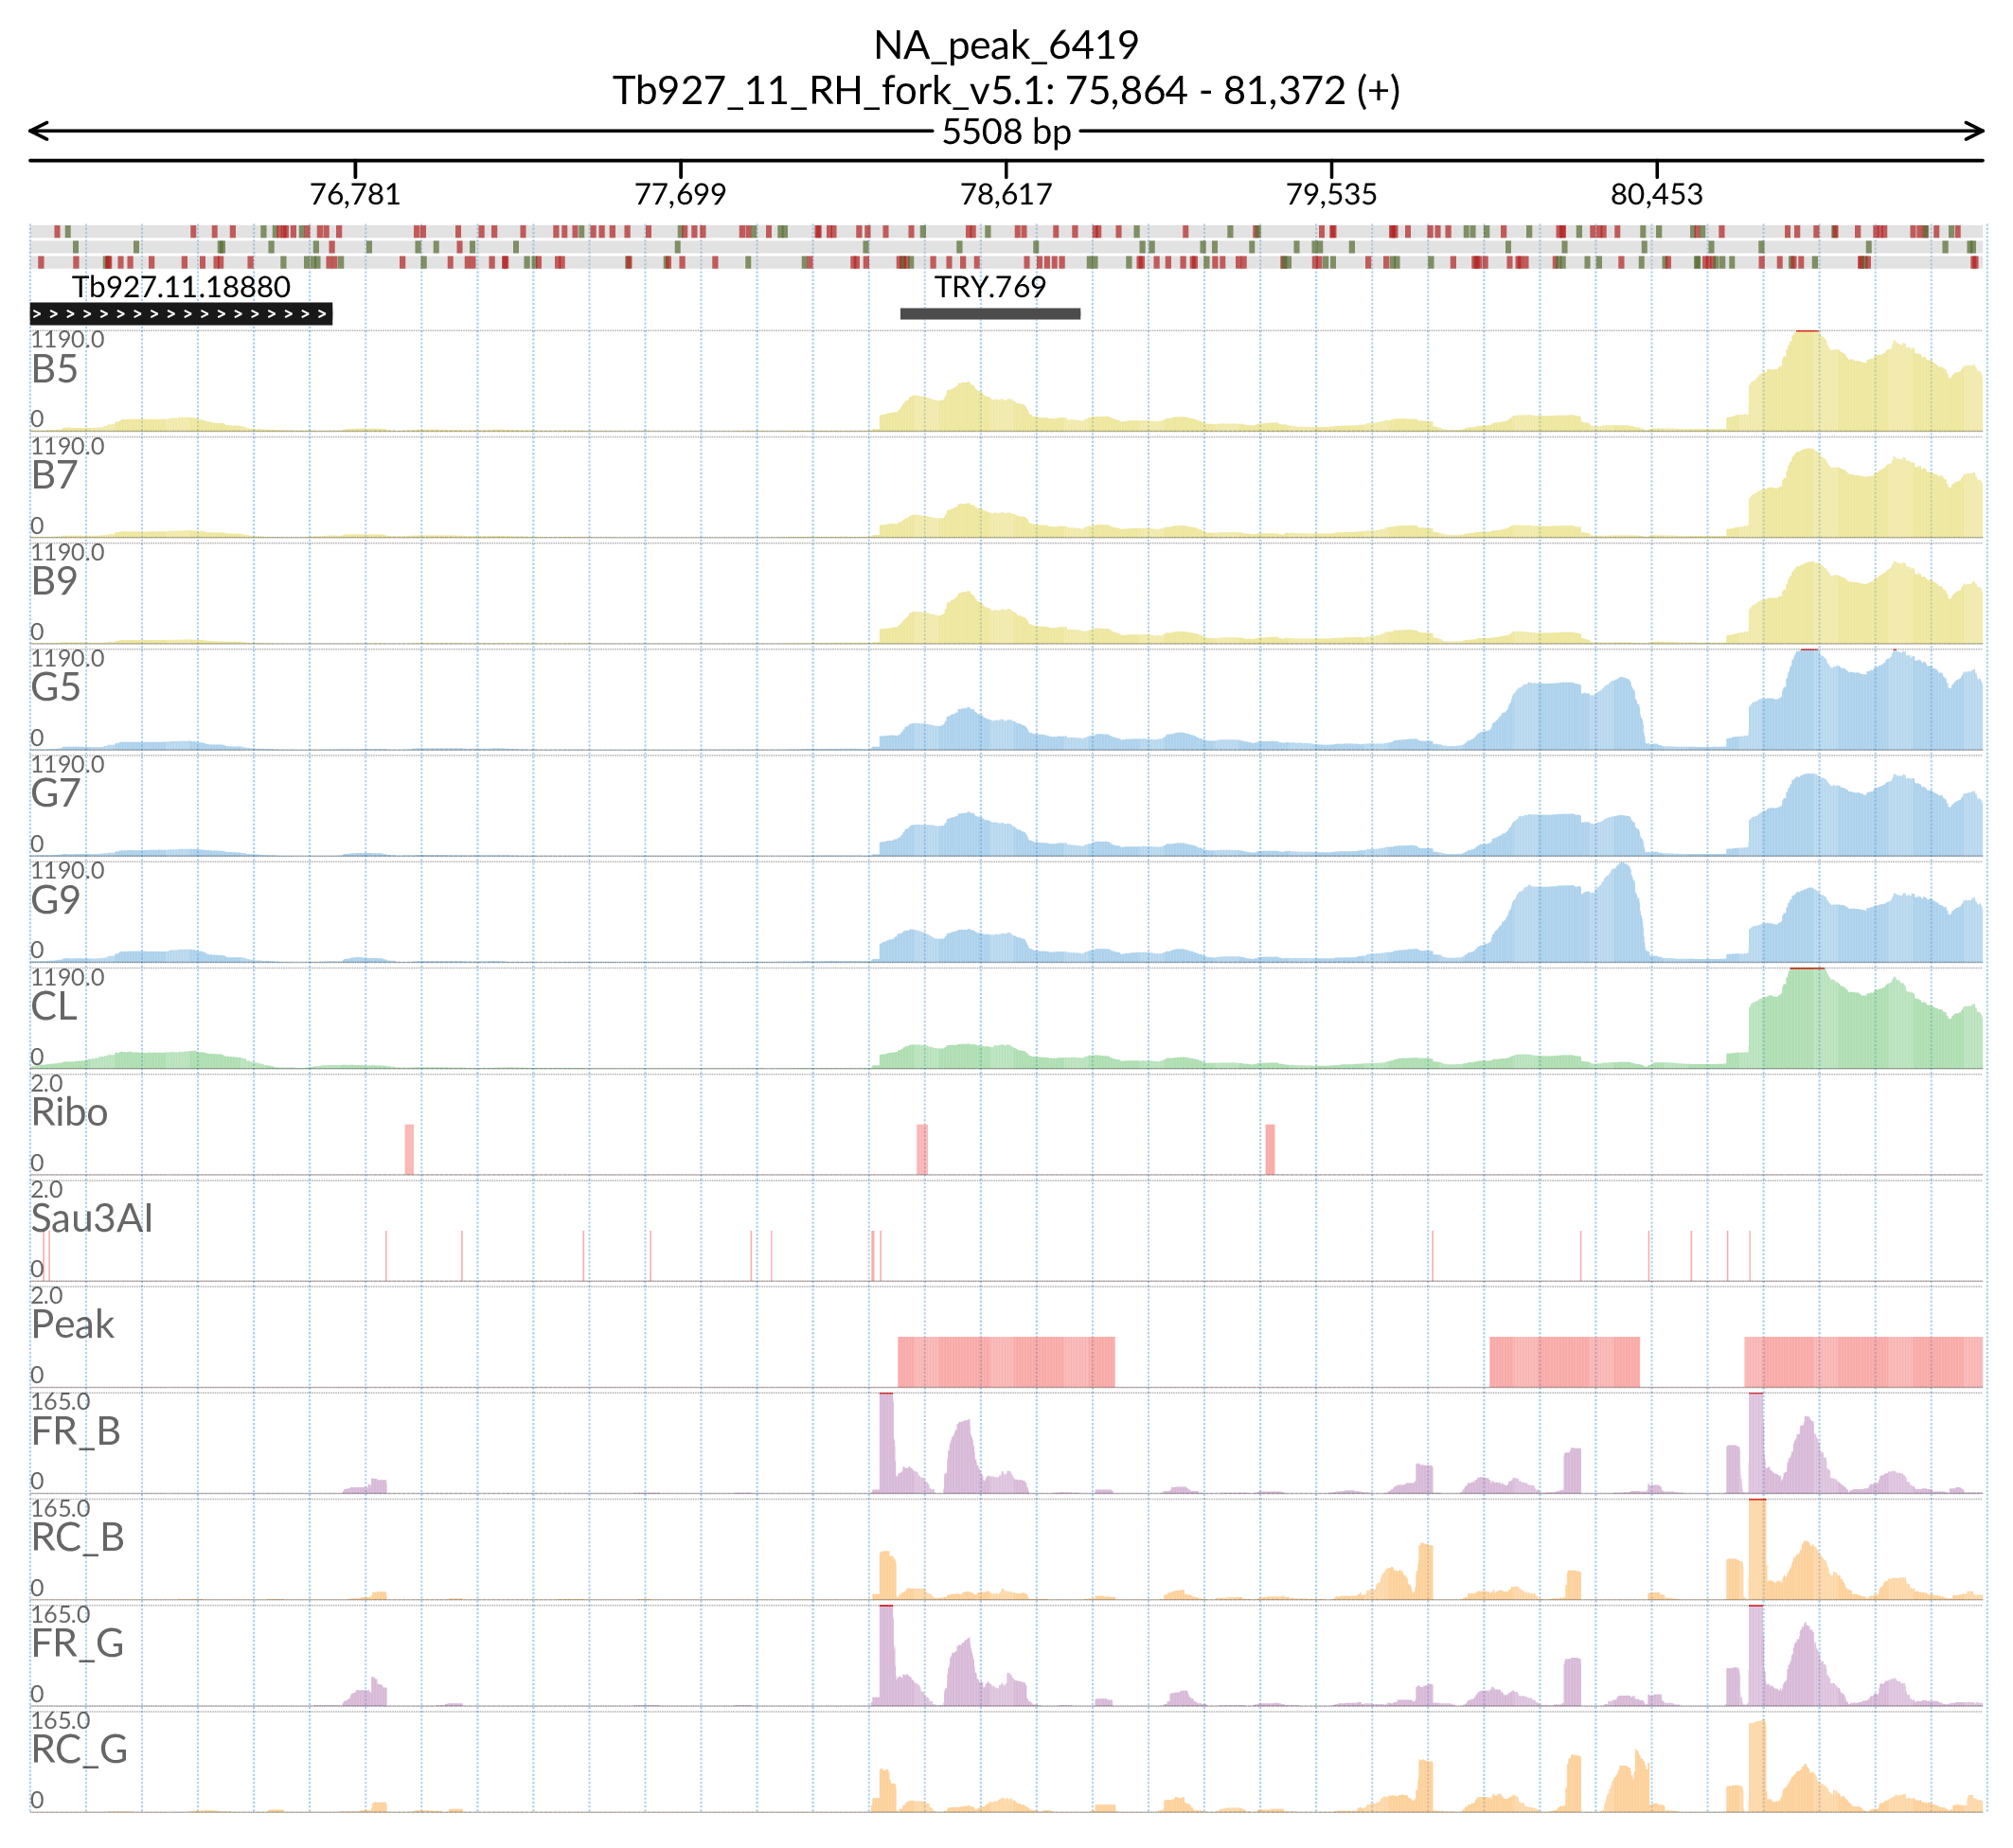 NA_peak_6419
Tb927_11_RH_fork_v5.1: 75,864 - 81,372 (+)
5508 bp
76,781 77,699 78,617 79,535 80,453
Tb927.11.18880 TRY.769
1190.0
B5
0
1190.0
B7
0
1190.0
B9
0
1190.0
G5
0
1190.0
G7
0
1190.0
G9
0
1190.0
CL
0
2.0
Ribo
0
2.0
Sau3AI
0
2.0
Peak
0
165.0
FR_B
0
165.0
RC_B
0
165.0
FR_G
0
165.0
RC_G
0